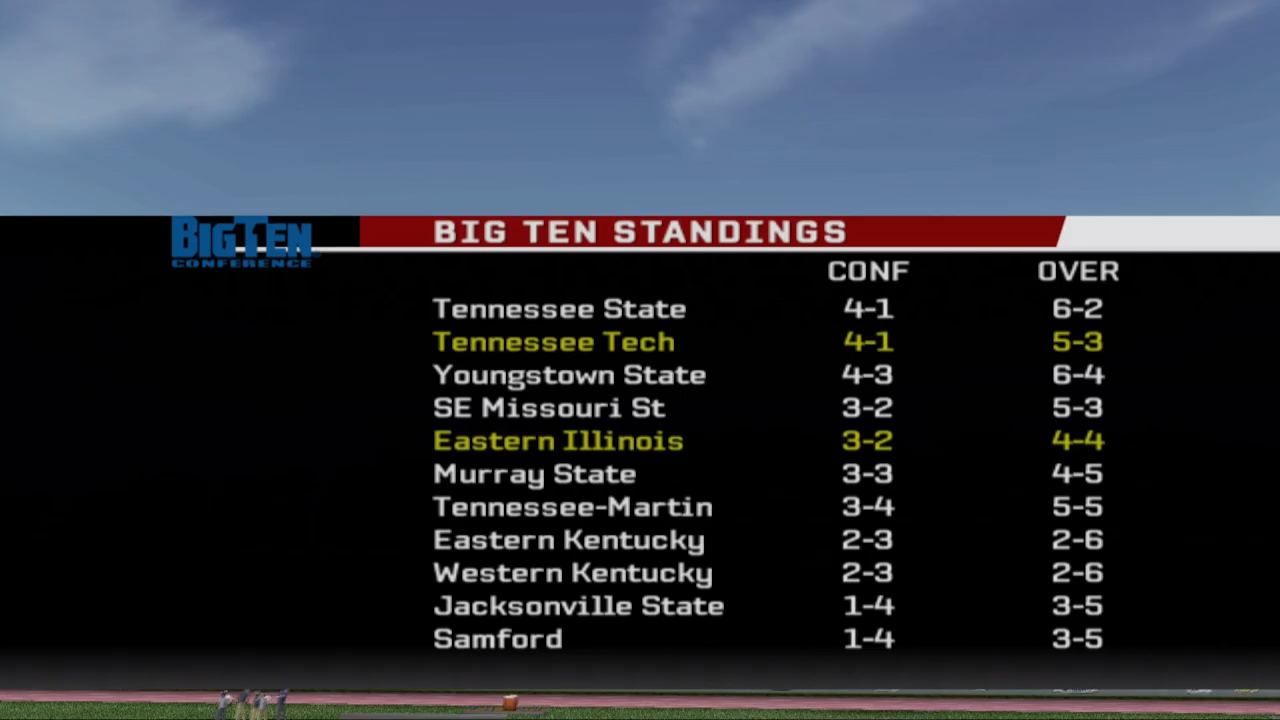 BIG TEN
CONFERENCE
BIG TEN STANDINGS
CONF OVER
Tennessee State 4-1 6-2
Tennessee Tech 4-1 5-3
Youngstown State 4-3 6-4
SE Missouri St 3-2 5-3
Eastern Illinois 3-2 4-4
Murray State 3-3 4-5
Tennessee-Martin 3-4 5-5
Eastern Kentucky 2-3 2-6
Western Kentucky 2-3 2-6
Jacksonville State 1-4 3-5
Samford 1-4 3-5